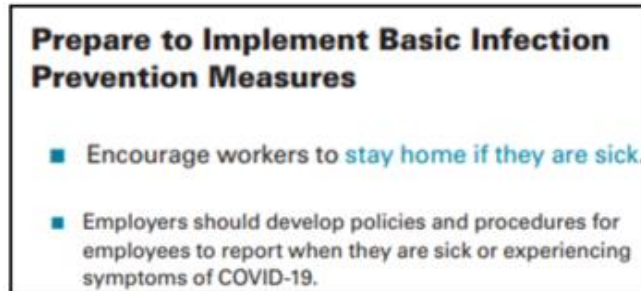 Prepare to Implement Basic Infection
Prevention Measures
■ Encourage workers to stay home if they are sick.
■ Employers should develop policies and procedures for
employees to report when they are sick or experiencing
symptoms of COVID-19.